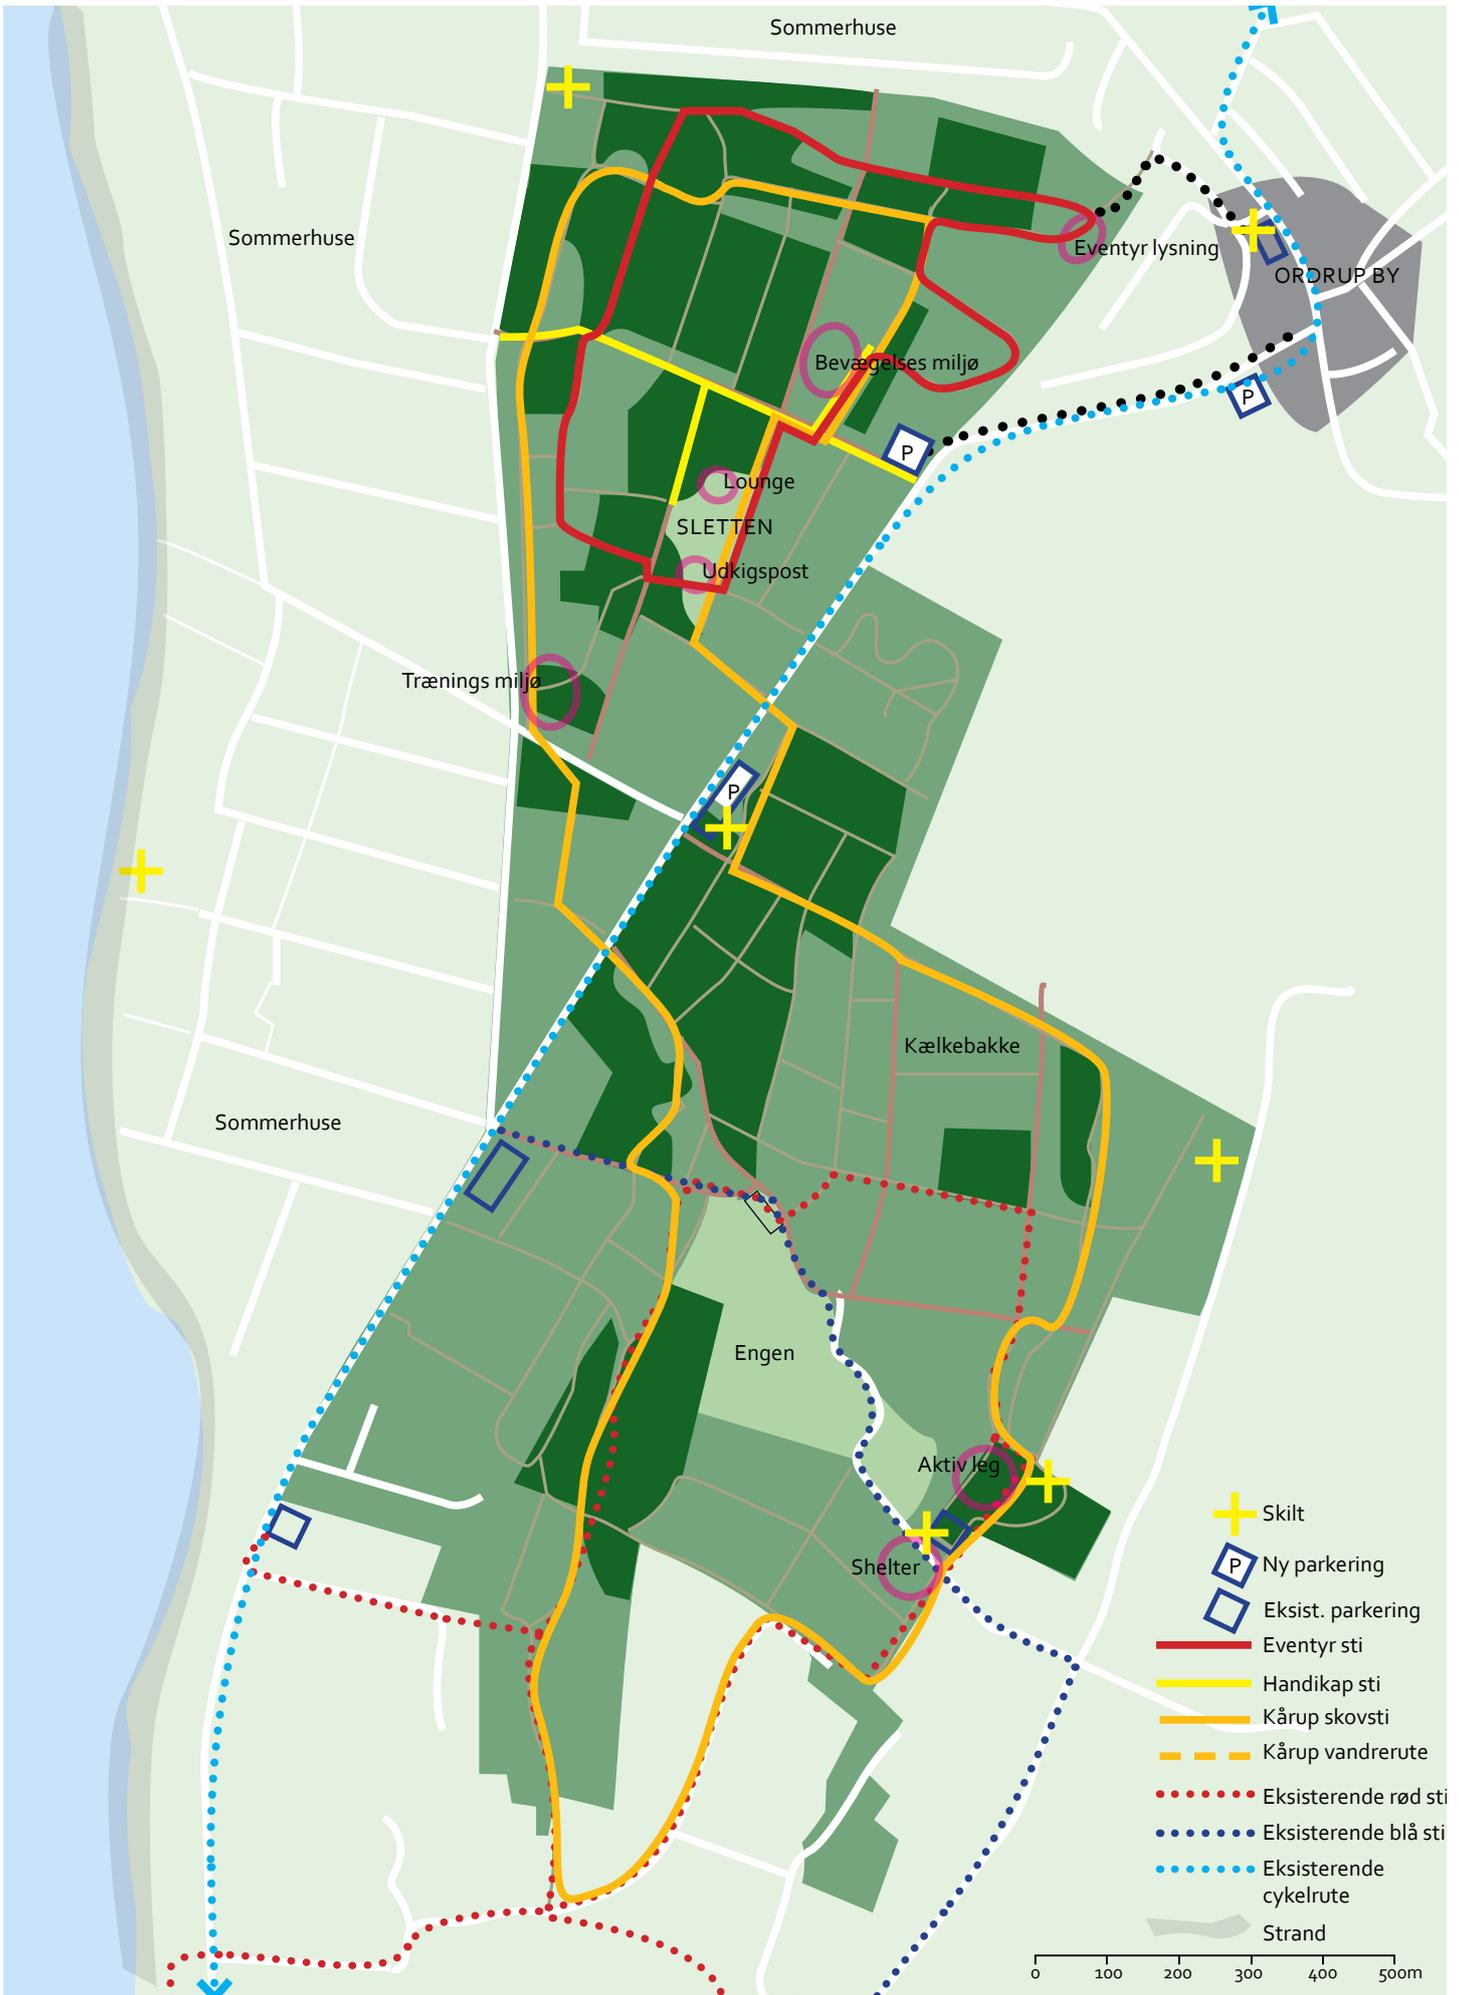 Sommerhuse
Sommerhuse
Eventyr lysning
ORDRUP BY
Bevægelses miljø
P
P
Lounge
SLETTEN
Udkigspost
Trænings miljø
P
Kælkebakke
Sommerhuse
Engen
Aktiv leg
Shelter
Skilt
P
Ny parkering
Eksist. parkering
Eventyr sti
Handikap sti
Kårup skovsti
Kårup vandrerute
Eksisterende rød sti
Eksisterende blå sti
Eksisterende
cykelrute
Strand
0 100 200 300 400 500m